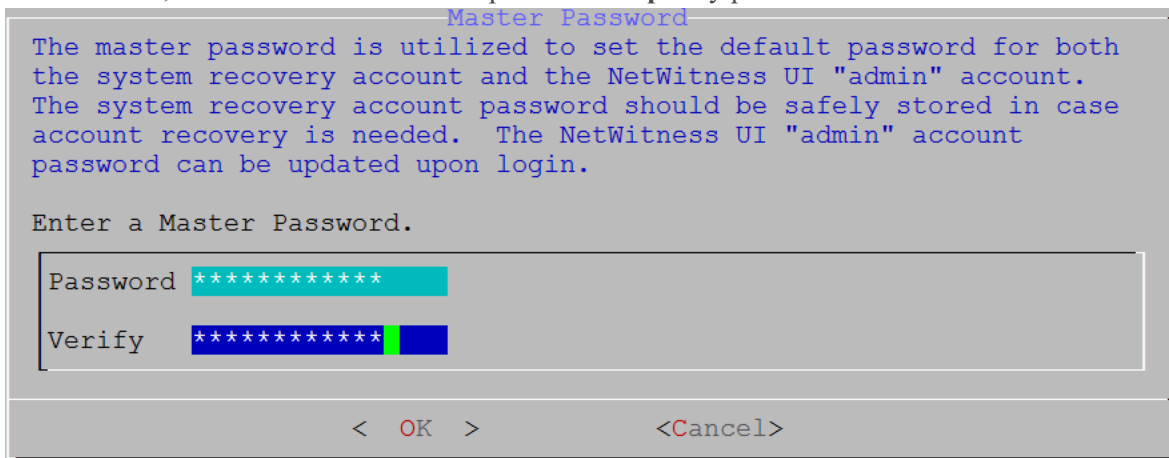 Master Password
The master password is utilized to set the default password for both
the system recovery account and the NetWitness UI "admin" account.
The system recovery account password should be safely stored in case
account recovery is needed.  The NetWitness UI "admin" account
password can be updated upon login.
Enter a Master Password.
Password ************
Verify ************
< OK > <Cancel>